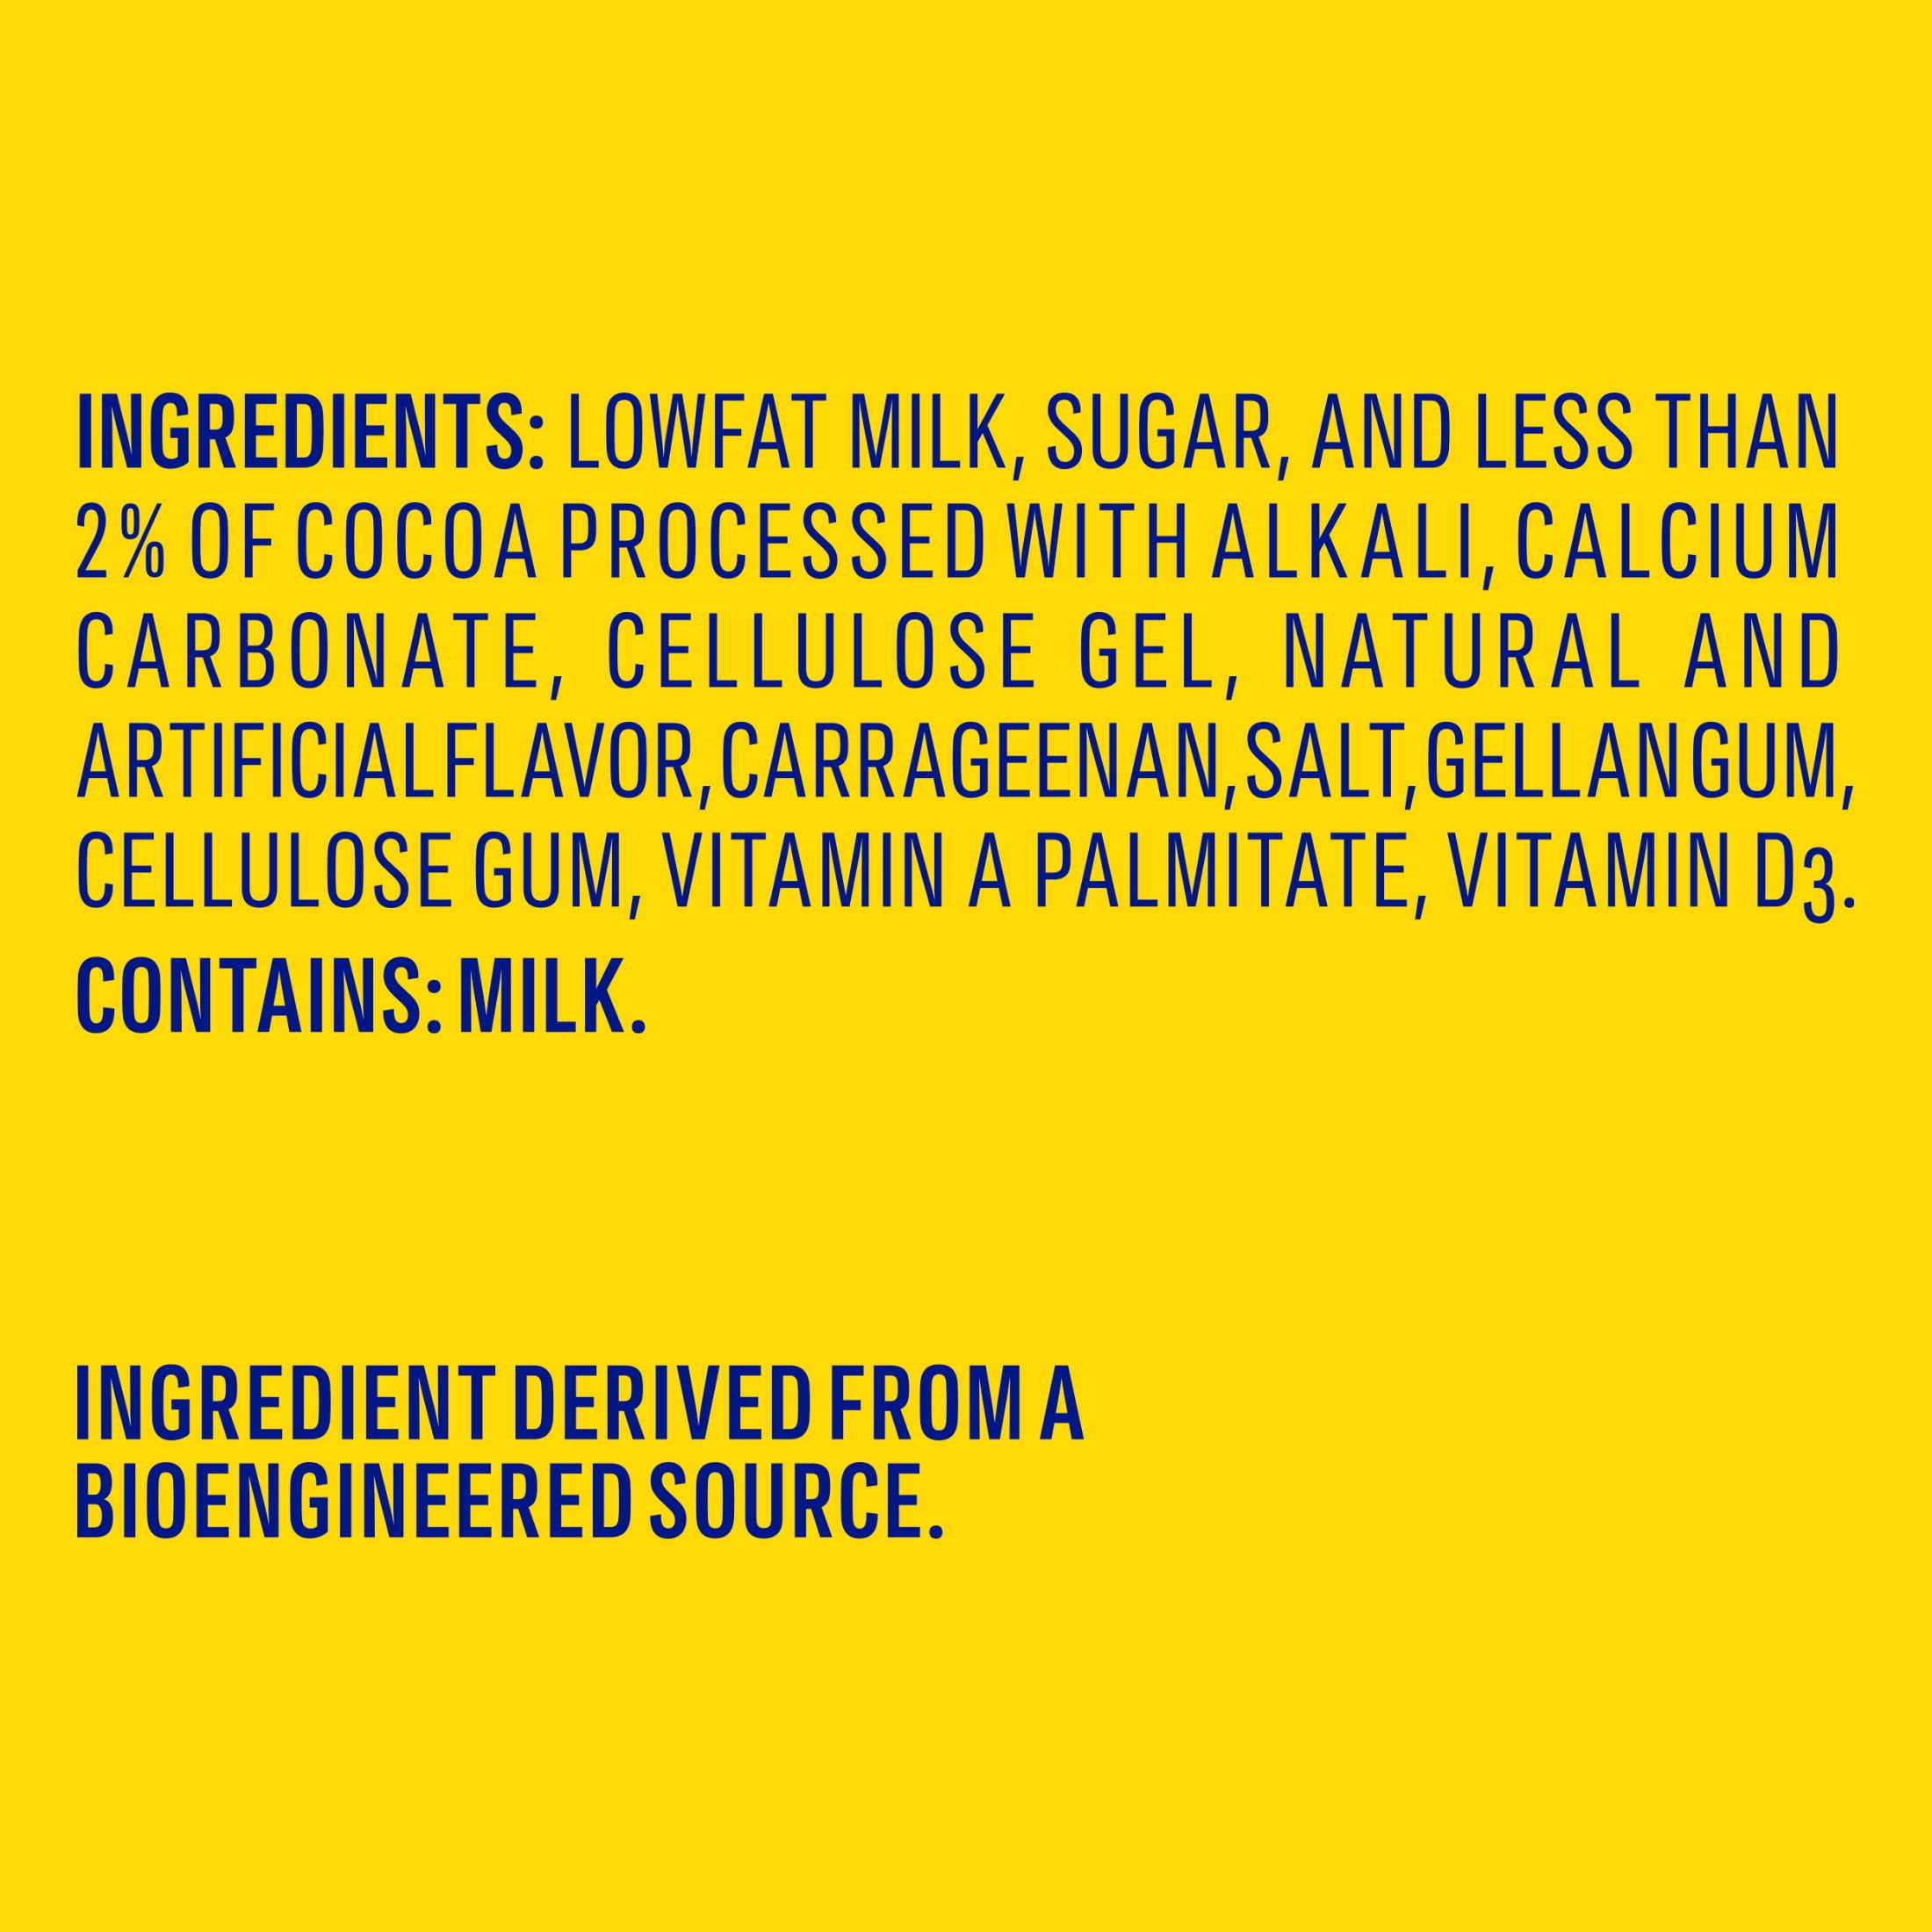 INGREDIENTS: LOWFAT MILK, SUGAR, AND LESS THAN
2% OF COCOA PROCESSED WITH ALKALI, CALCIUM
CARBONATE, CELLULOSE GEL, NATURAL AND
ARTIFICIAL FLAVOR, CARRAGEENAN, SALT, GELLAN GUM,
CELLULOSE GUM, VITAMIN A PALMITATE, VITAMIN D3.
CONTAINS: MILK.
INGREDIENT DERIVED FROM A
BIOENGINEERED SOURCE.